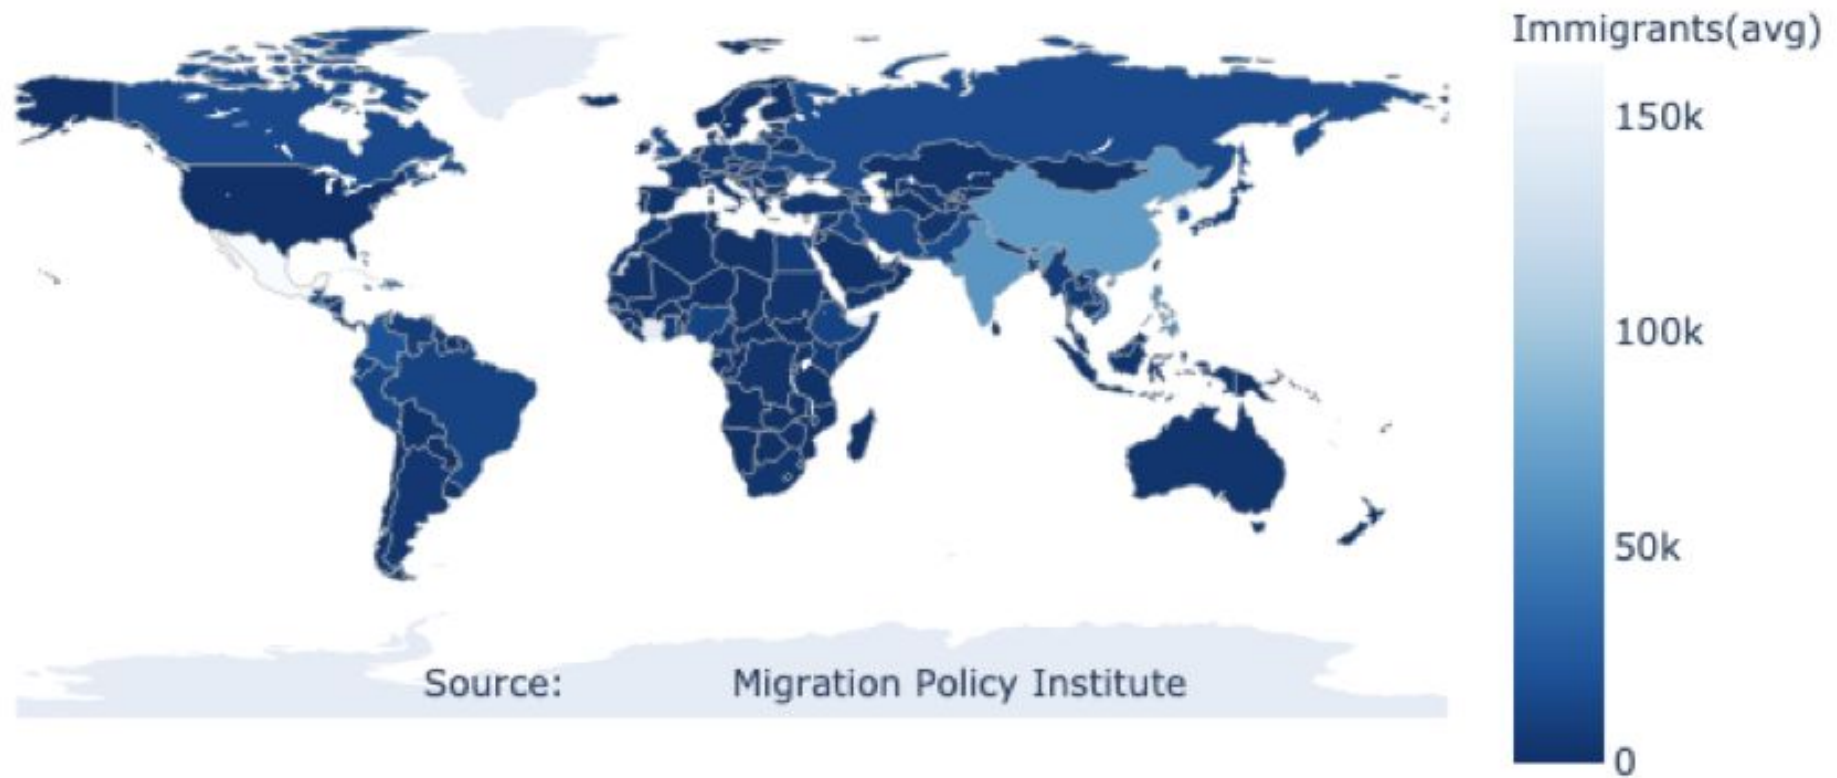 Immigrants(avg)
150k
100k
50k
0
Source: Migration Policy Institute